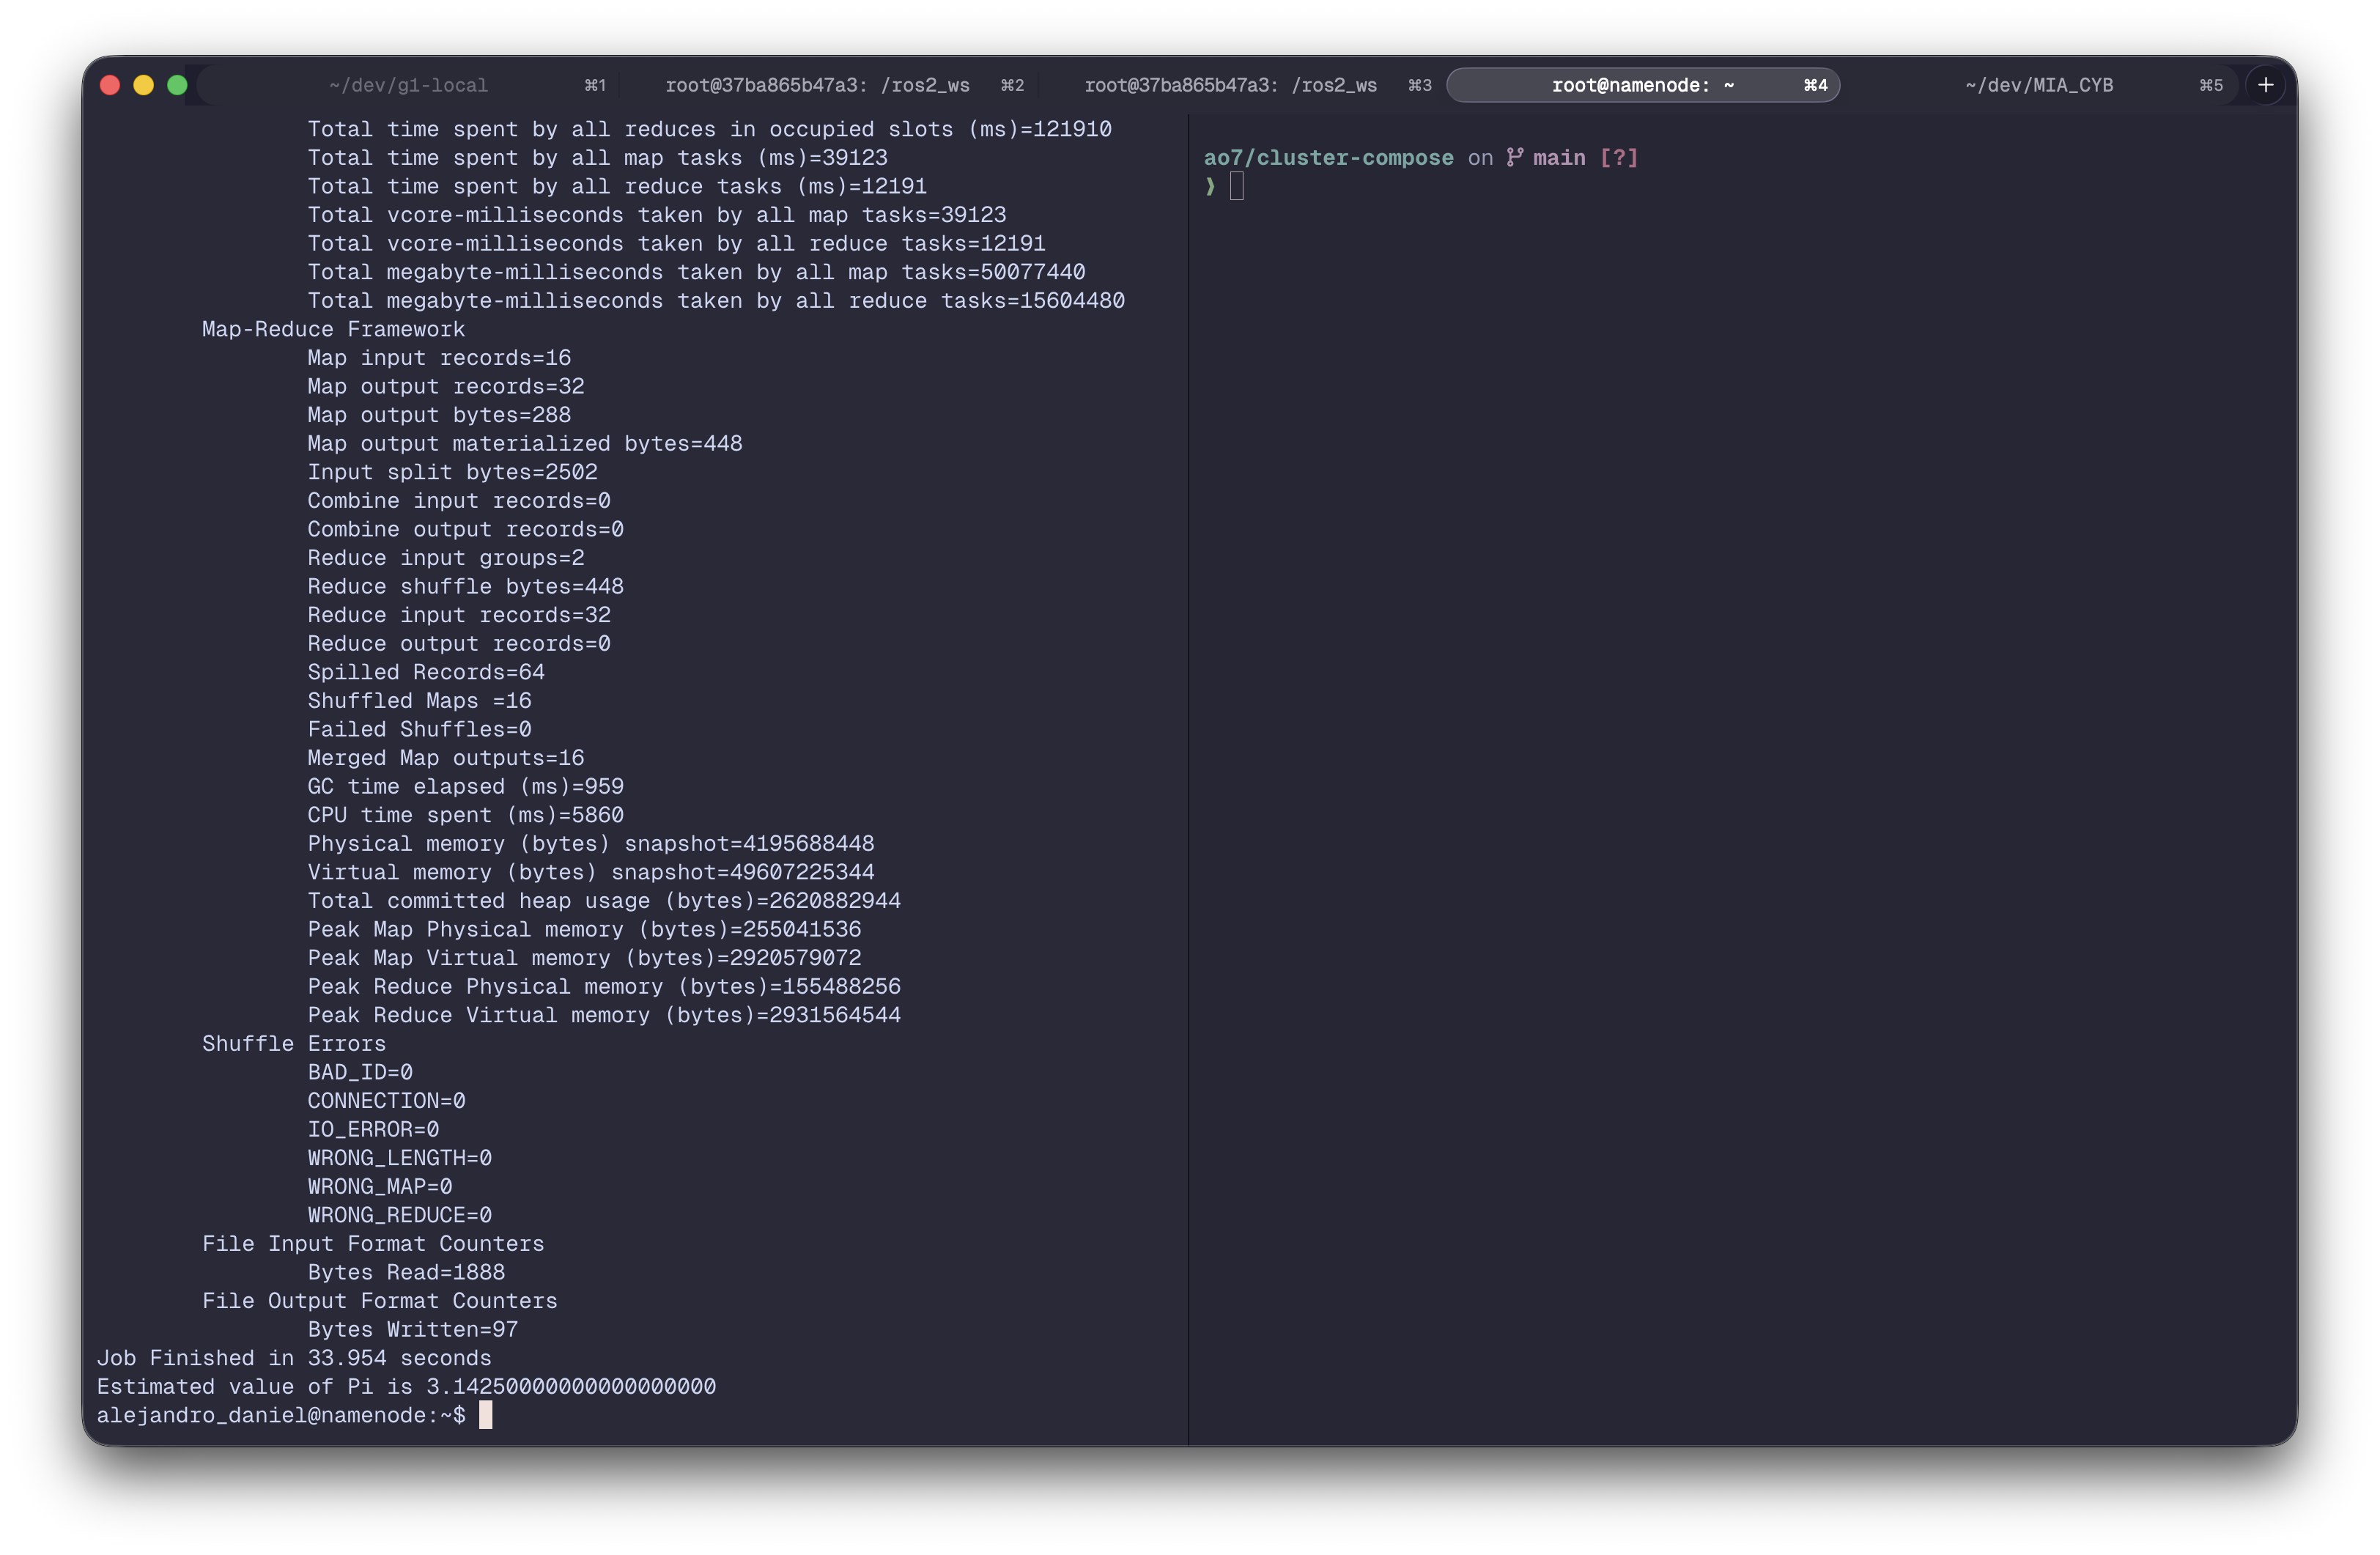 ~/dev/g1-local ⌘1 root@37ba865b47a3: /ros2_ws ⌘2 root@37ba865b47a3: /ros2_ws ⌘3 root@namenode: ~ ⌘4 ~/dev/MIA_CYB ⌘5 +
Total time spent by all reduces in occupied slots (ms)=121910
Total time spent by all map tasks (ms)=39123
Total time spent by all reduce tasks (ms)=12191
Total vcore-milliseconds taken by all map tasks=39123
Total vcore-milliseconds taken by all reduce tasks=12191
Total megabyte-milliseconds taken by all map tasks=50077440
Total megabyte-milliseconds taken by all reduce tasks=15604480
Map-Reduce Framework
Map input records=16
Map output records=32
Map output bytes=288
Map output materialized bytes=448
Input split bytes=2502
Combine input records=0
Combine output records=0
Reduce input groups=2
Reduce shuffle bytes=448
Reduce input records=32
Reduce output records=0
Spilled Records=64
Shuffled Maps =16
Failed Shuffles=0
Merged Map outputs=16
GC time elapsed (ms)=959
CPU time spent (ms)=5860
Physical memory (bytes) snapshot=4195688448
Virtual memory (bytes) snapshot=49607225344
Total committed heap usage (bytes)=2620882944
Peak Map Physical memory (bytes)=255041536
Peak Map Virtual memory (bytes)=2920579072
Peak Reduce Physical memory (bytes)=155488256
Peak Reduce Virtual memory (bytes)=2931564544
Shuffle Errors
BAD_ID=0
CONNECTION=0
IO_ERROR=0
WRONG_LENGTH=0
WRONG_MAP=0
WRONG_REDUCE=0
File Input Format Counters
Bytes Read=1888
File Output Format Counters
Bytes Written=97
Job Finished in 33.954 seconds
Estimated value of Pi is 3.14250000000000000000
alejandro_daniel@namenode:~$
ao7/cluster-compose on main [?]
❯